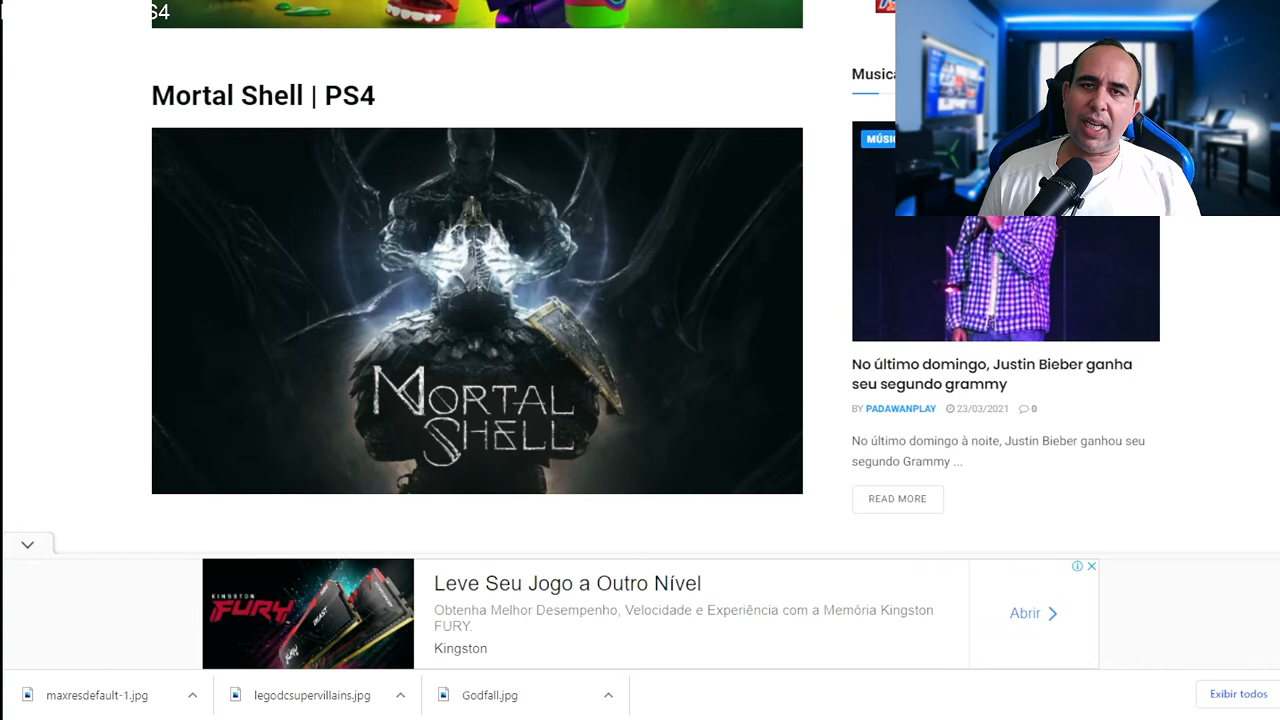 S4
Mortal Shell | PS4
MORTAL
SHELL
Musica
MÚSI
No último domingo, Justin Bieber ganha
seu segundo grammy
BY PADAWANPLAY 23/03/2021 0
No último domingo à noite, Justin Bieber ganhou seu
segundo Grammy ...
READ MORE
KINGSTON
FURY
BEAST
FURY
Leve Seu Jogo a Outro Nível
Obtenha Melhor Desempenho, Velocidade e Experiência com a Memória Kingston
FURY.
Kingston
Abrir
maxresdefault-1.jpg
legodcsupervillains.jpg
Godfall.jpg
Exibir todos